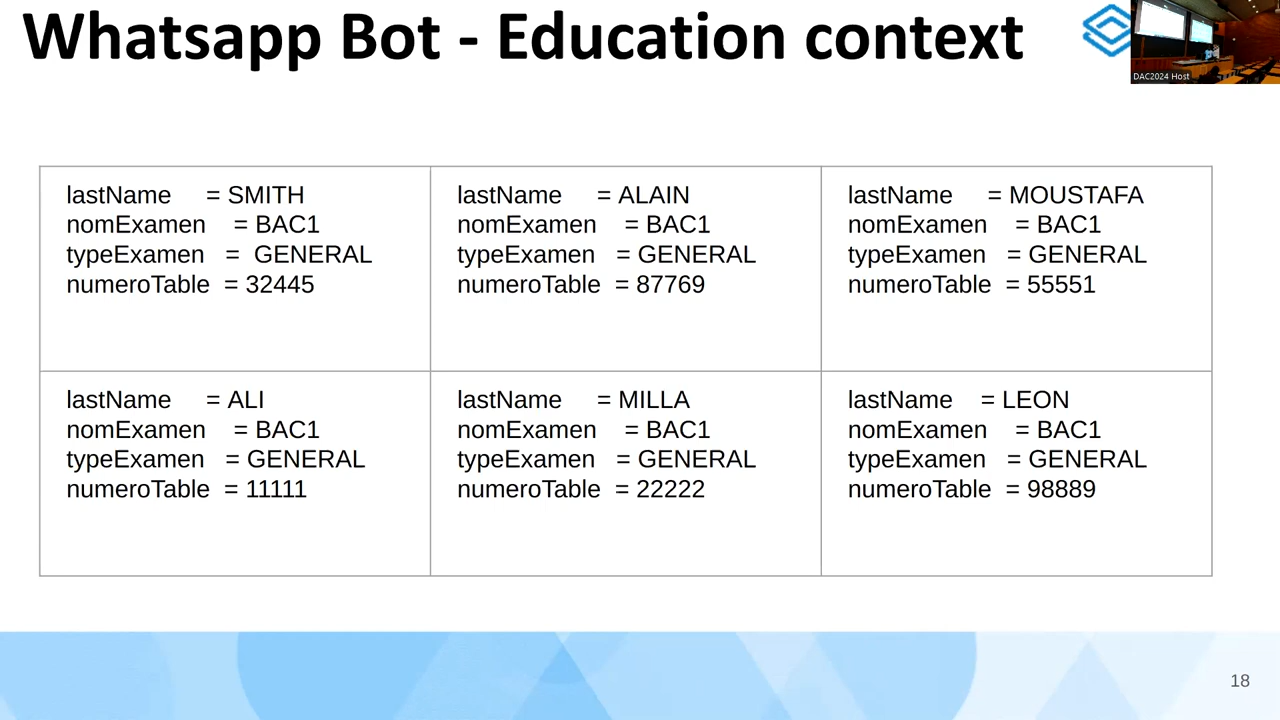 Whatsapp Bot - Education context
DAC2024 Host
lastName = SMITH
nomExamen = BAC1
typeExamen = GENERAL
numeroTable = 32445
lastName = ALAIN
nomExamen = BAC1
typeExamen = GENERAL
numeroTable = 87769
lastName = MOUSTAFA
nomExamen = BAC1
typeExamen = GENERAL
numeroTable = 55551
lastName = ALI
nomExamen = BAC1
typeExamen = GENERAL
numeroTable = 11111
lastName = MILLA
nomExamen = BAC1
typeExamen = GENERAL
numeroTable = 22222
lastName = LEON
nomExamen = BAC1
typeExamen = GENERAL
numeroTable = 98889
18